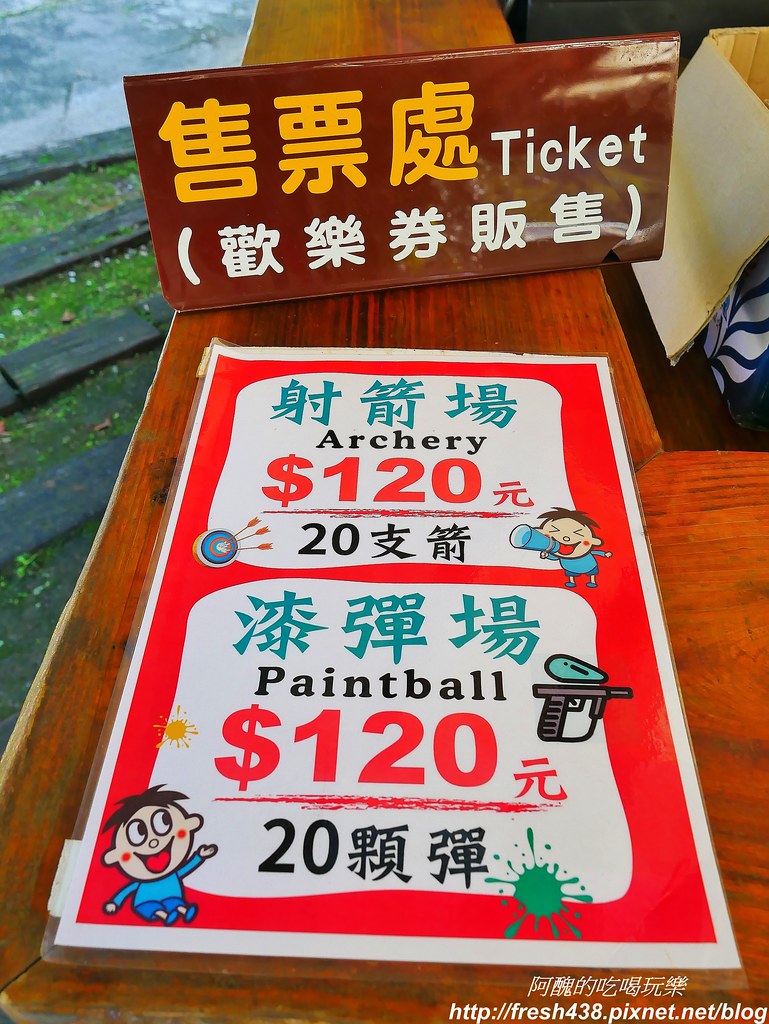 售票處 Ticket
(歡樂券販售)
射箭場
Archery
$120元
20支箭
漆彈場
Paintball
$120元
20顆彈
阿醜的吃喝玩樂
http://fresh438.pixnet.net/blog